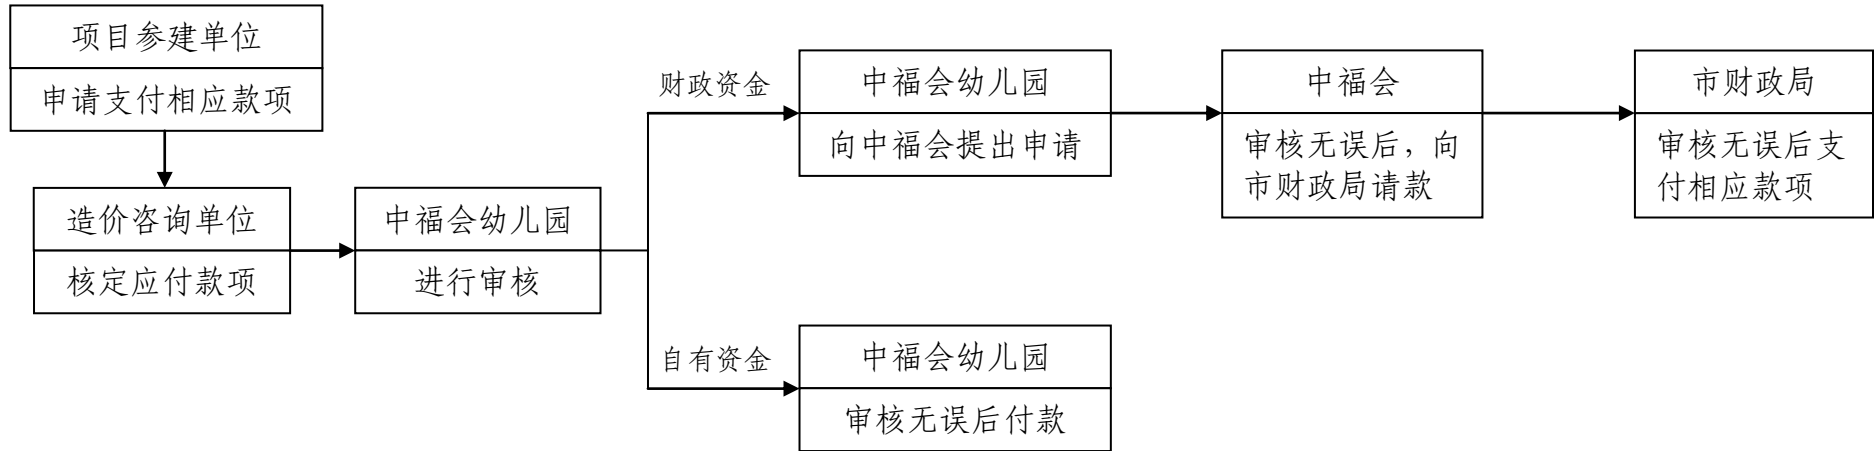 项目参建单位
申请支付相应款项
造价咨询单位
核定应付款项
中福会幼儿园
进行审核
财政资金
中福会幼儿园
向中福会提出申请
中福会
审核无误后，向
市财政局请款
市财政局
审核无误后支
付相应款项
自有资金
中福会幼儿园
审核无误后付款